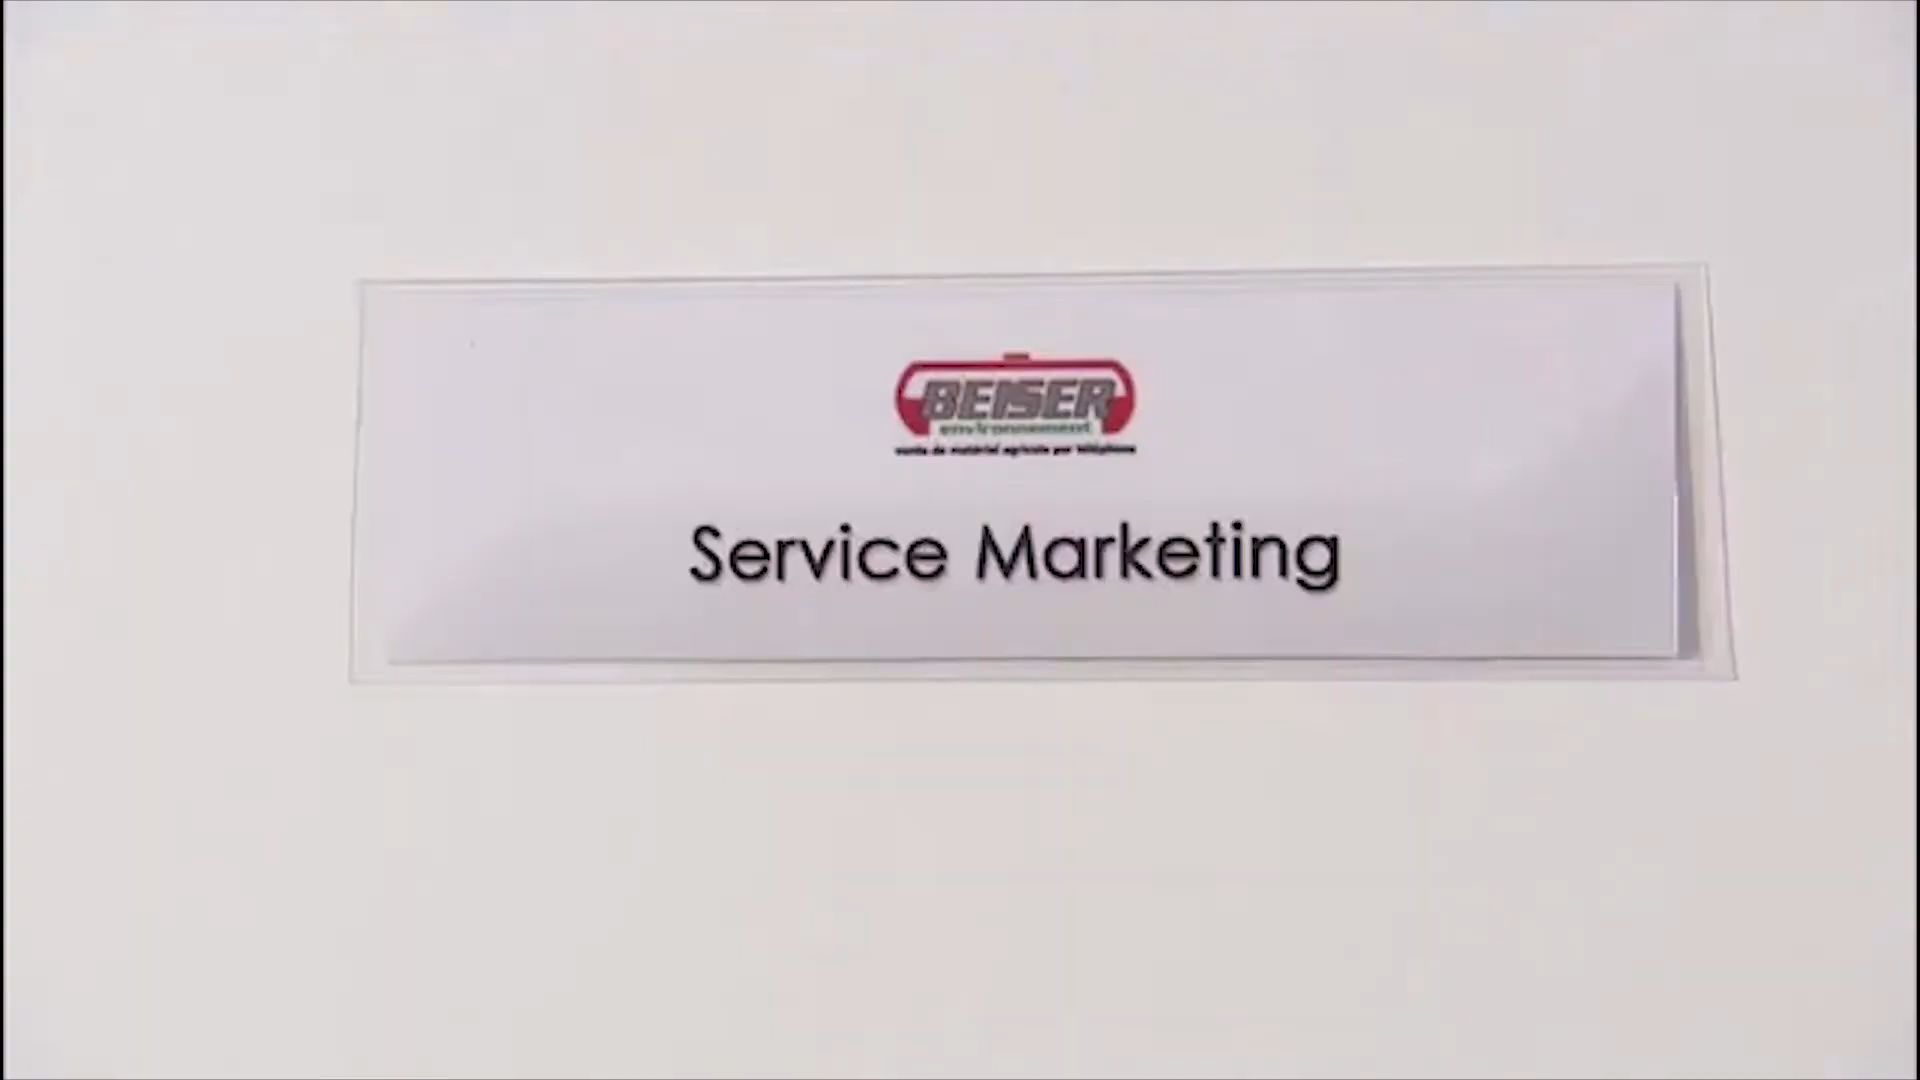 BEISER
environnement
vente de matériel agricole par téléphone
Service Marketing